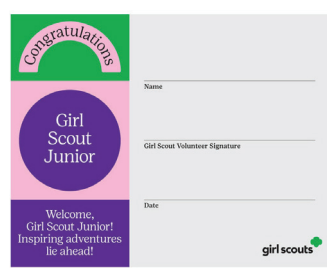 Congratulations
Girl
Scout
Junior
Welcome,
Girl Scout Junior!
Inspiring adventures
lie ahead!
Name
Girl Scout Volunteer Signature
Date
girl scouts